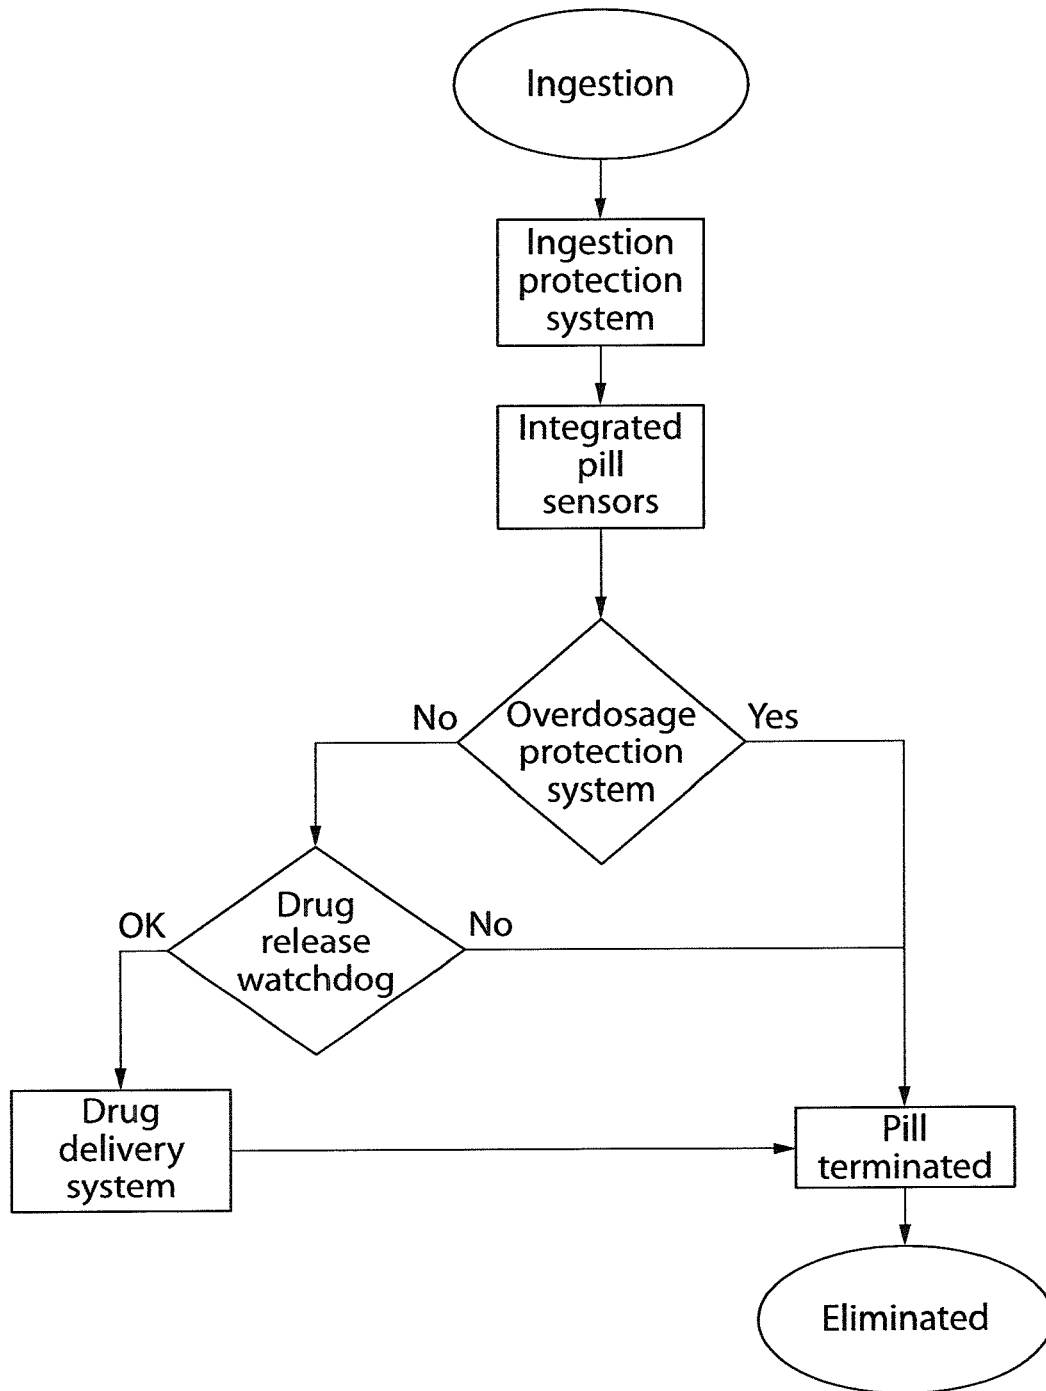 Ingestion
Ingestion
protection
system
Integrated
pill
sensors
No
Overdosage
protection
system
Yes
OK
Drug
release
watchdog
No
Drug
delivery
system
Pill
terminated
Eliminated